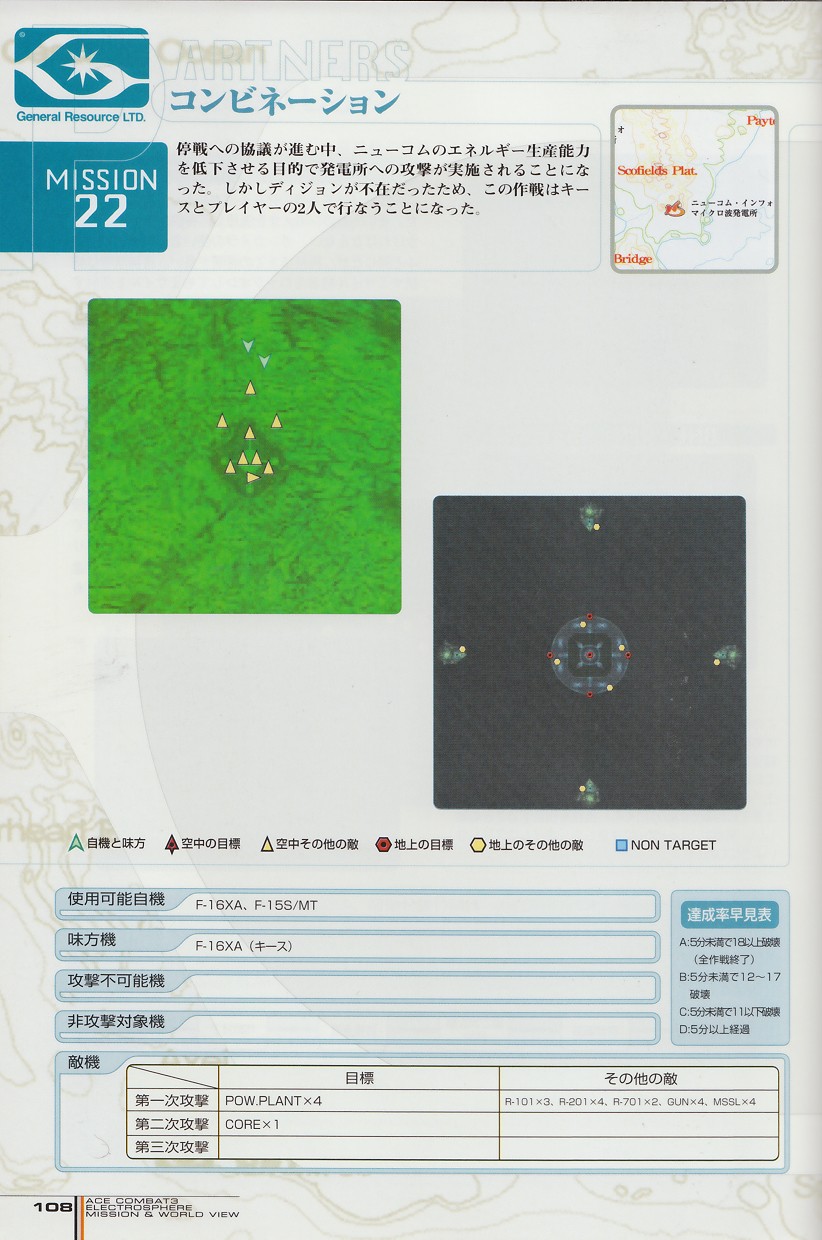 PARTNERS
General Resource LTD.
コンビネーション
MISSION
22
停戦への協議が進む中、ニューコムのエネルギー生産能力
を低下させる目的で発電所への攻撃が実施されることにな
った。しかしディジョンが不在だったため、この作戦はキー
スとプレイヤーの2人で行なうことになった。
Payt
Scofields Plat.
ニューコム・インフォ
マイクロ波発電所
Bridge
自機と味方
空中の目標
空中その他の敵
地上の目標
地上のその他の敵
NON TARGET
使用可能自機
F-16XA、F-15S/MT
味方機
F-16XA（キース）
攻撃不可能機
非攻撃対象機
達成率早見表
A:5分未満で18以上破壊
（全作戦終了）
B:5分未満で12～17
破壊
C:5分未満で11以下破壊
D:5分以上経過
敵機
目標 その他の敵
第一次攻撃 POW.PLANT×4 R-101×3、R-201×4、R-701×2、GUN×4、MSSL×4
第二次攻撃 CORE×1
第三次攻撃
108
ACE COMBAT3
ELECTROSPHERE
MISSION & WORLD VIEW